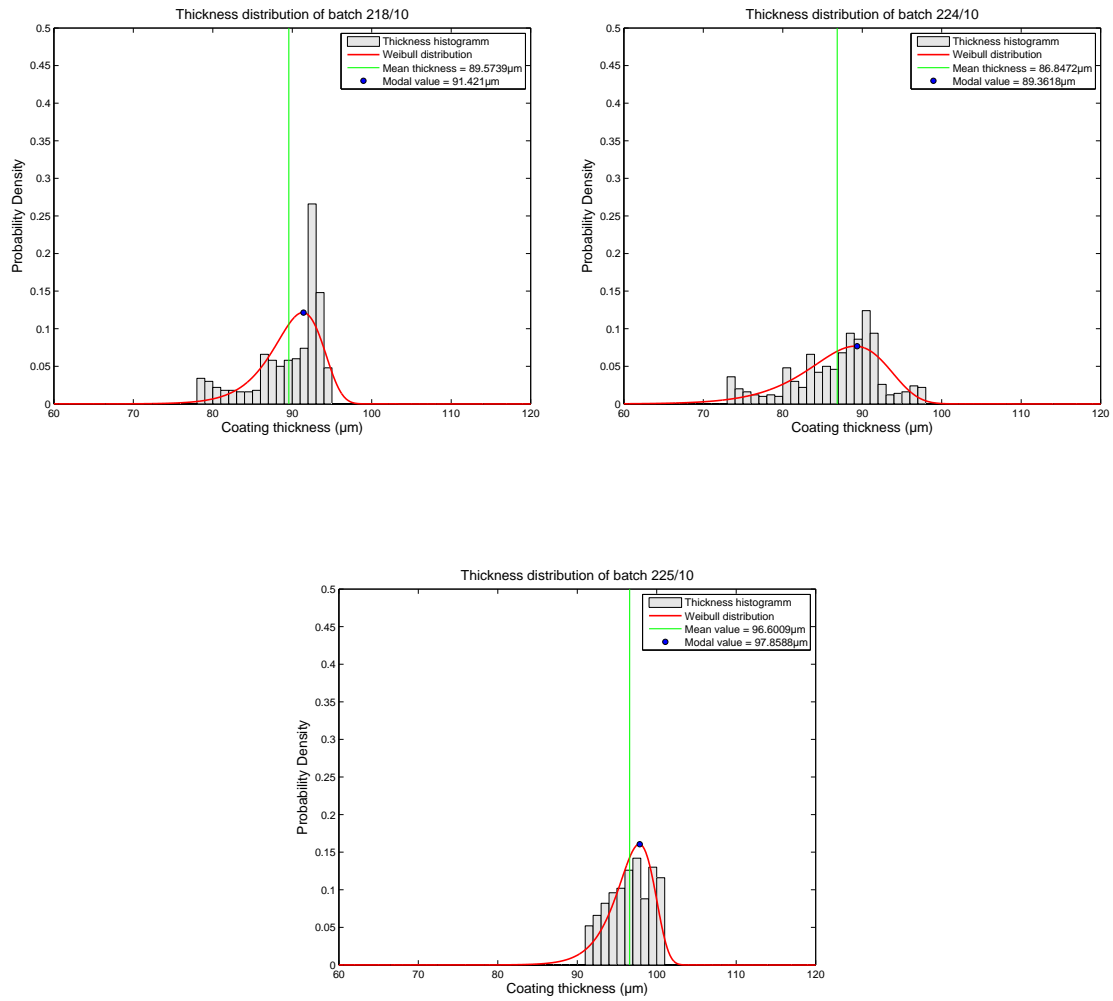 Thickness distribution of batch 218/10
Thickness histogramm
Weibull distribution
Mean thickness = 89.5739µm
Modal value = 91.421µm
Probability Density
0.5
0.45
0.4
0.35
0.3
0.25
0.2
0.15
0.1
0.05
0
60 70 80 90 100 110 120
Coating thickness (µm)
Thickness distribution of batch 224/10
Thickness histogramm
Weibull distribution
Mean thickness = 86.8472µm
Modal value = 89.3618µm
Probability Density
0.5
0.45
0.4
0.35
0.3
0.25
0.2
0.15
0.1
0.05
0
60 70 80 90 100 110 120
Coating thickness (µm)
Thickness distribution of batch 225/10
Thickness histogramm
Weibull distribution
Mean value = 96.6009µm
Modal value = 97.8588µm
Probability Density
0.5
0.45
0.4
0.35
0.3
0.25
0.2
0.15
0.1
0.05
0
60 70 80 90 100 110 120
Coating thickness (µm)